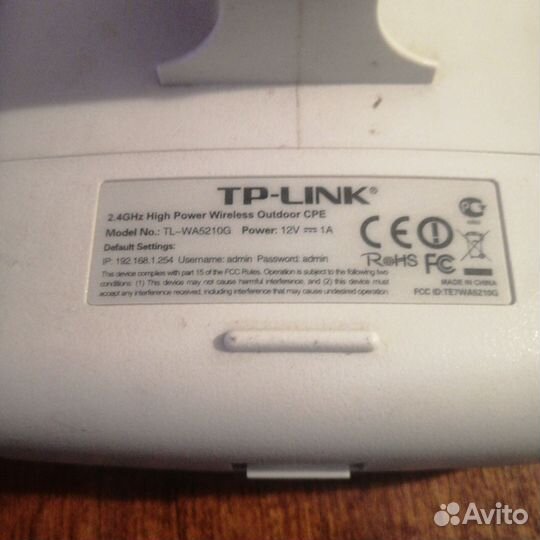 TP-LINK®
2.4GHz High Power Wireless Outdoor CPE
Model No.: TL-WA5210G Power: 12V ⎓ 1A
Default Settings:
IP: 192.168.1.254 Username: admin Password: admin
This device complies with part 15 of the FCC Rules. Operation is subject to the following two
conditions: (1) This device may not cause harmful interference, and (2) this device must
accept any interference received, including interference that may cause undesired operation.
CE
RoHS FC
MADE IN CHINA
FCC ID:TE7WA5210G
Avito